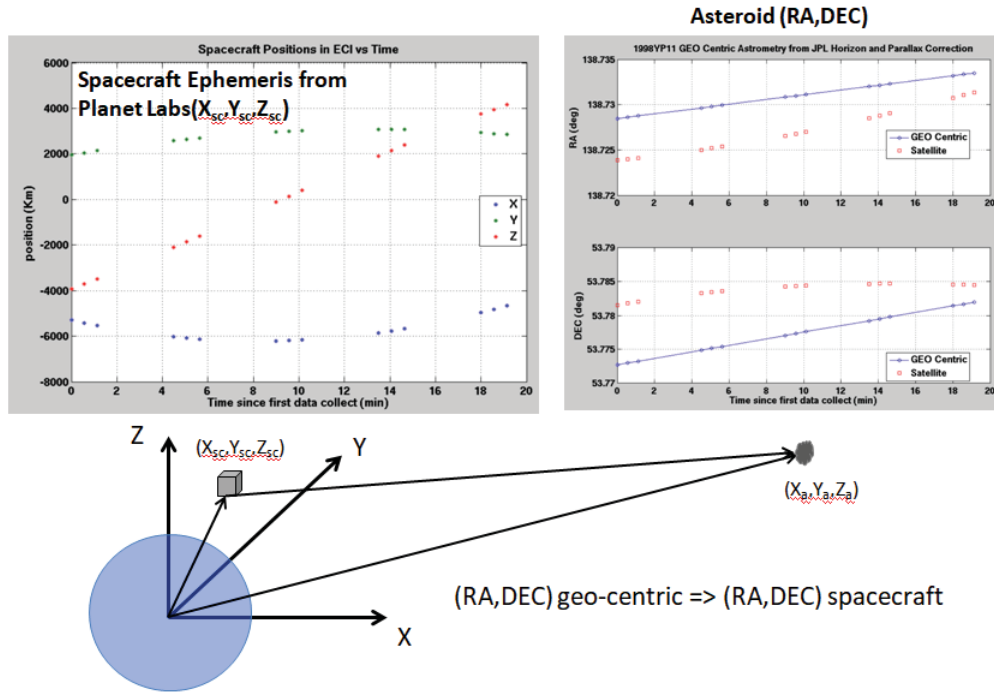 Asteroid (RA,DEC)
Spacecraft Positions in ECI vs Time
Spacecraft Ephemeris from
Planet Labs(Xsc,Ysc,Zsc)
6000
4000
2000
0
-2000
-4000
-6000
-8000
position (Km)
X
Y
Z
0 2 4 6 8 10 12 14 16 18 20
Time since first data collect (min)
1998YP11 GEO Centric Astrometry from JPL Horizon and Parallax Correction
138.735
138.73
138.725
138.72
RA (deg)
GEO Centric
Satellite
0 2 4 6 8 10 12 14 16 18 20
53.79
53.785
53.78
53.775
53.77
DEC (deg)
GEO Centric
Satellite
0 2 4 6 8 10 12 14 16 18 20
Time since first data collect (min)
Z
(Xsc,Ysc,Zsc)
Y
(Xa,Ya,Za)
X
(RA,DEC) geo-centric => (RA,DEC) spacecraft